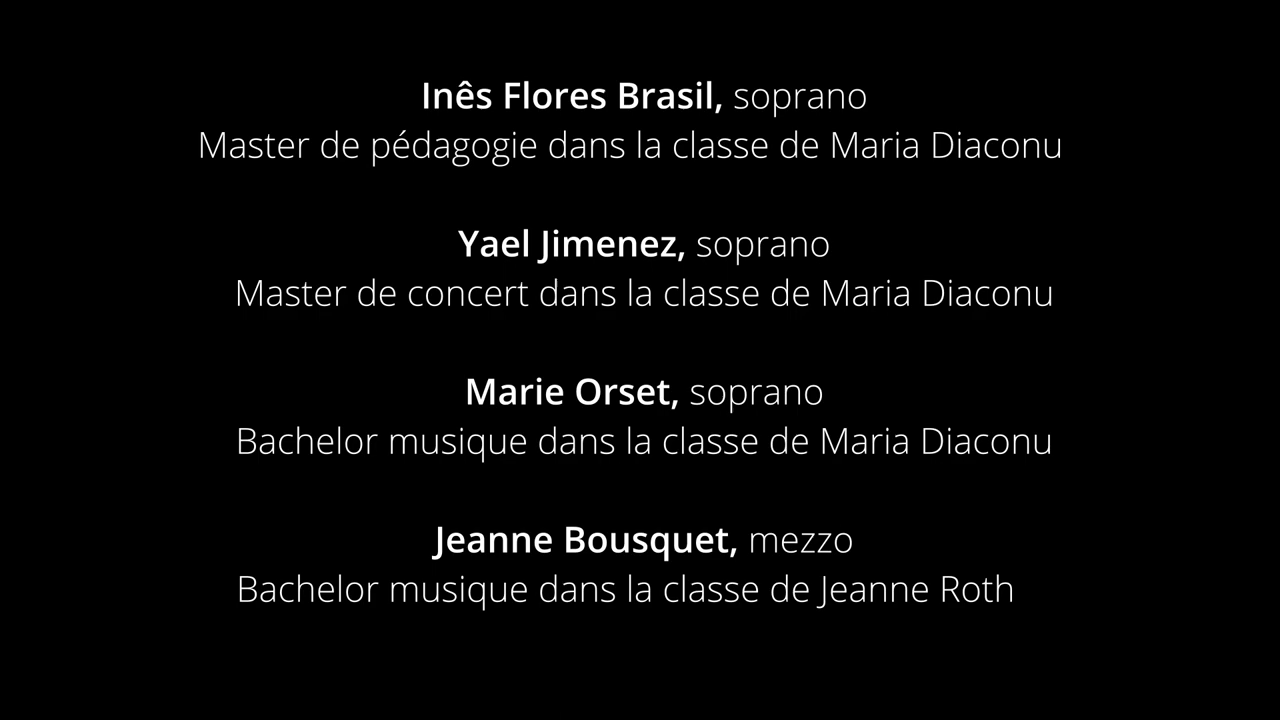 Inês Flores Brasil, soprano
Master de pédagogie dans la classe de Maria Diaconu
Yael Jimenez, soprano
Master de concert dans la classe de Maria Diaconu
Marie Orset, soprano
Bachelor musique dans la classe de Maria Diaconu
Jeanne Bousquet, mezzo
Bachelor musique dans la classe de Jeanne Roth